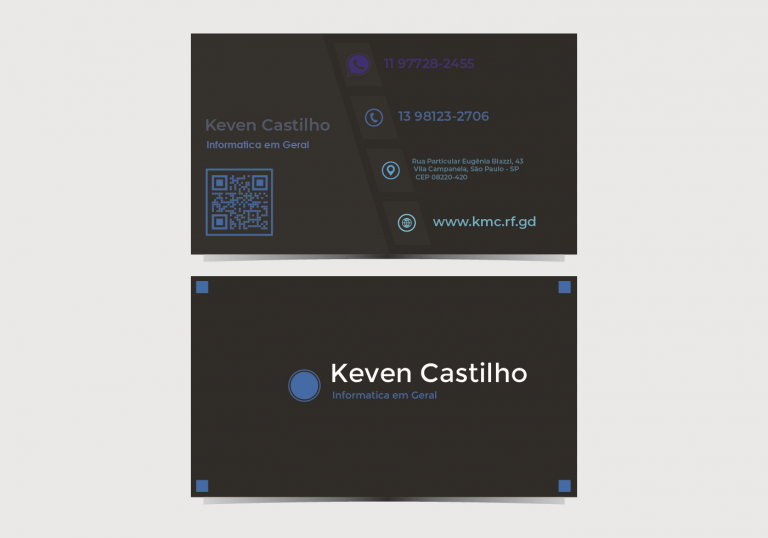 Keven Castilho
Informatica em Geral
11 97728-2455
13 98123-2706
Rua Particular Eugênia Biazzi, 43
Vila Campanela, São Paulo - SP
CEP 08220-420
www.kmc.rf.gd
Keven Castilho
Informatica em Geral